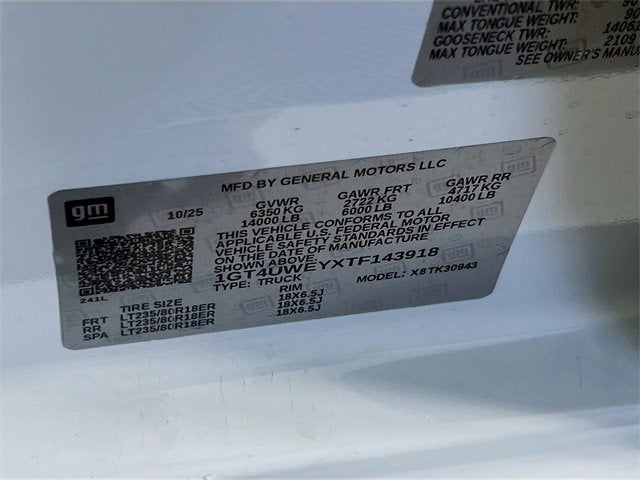 CONVENTIONAL TWR:
MAX TONGUE WEIGHT:
GOOSENECK TWR: 14061
MAX TONGUE WEIGHT: 2109
SEE OWNER'S MANU
MFD BY GENERAL MOTORS LLC
gm
10/25 GVWR GAWR FRT GAWR RR
6350 KG 2722 KG 4717 KG
14000 LB 6000 LB 10400 LB
THIS VEHICLE CONFORMS TO ALL
APPLICABLE U.S. FEDERAL MOTOR
VEHICLE SAFETY STANDARDS IN EFFECT
ON THE DATE OF MANUFACTURE
SHOWN ABOVE.
1GT4UWEYXTF143918
TYPE: TRUCK MODEL: X8TK30943
241L
TIRE SIZE RIM
FRT LT235/80R18ER 18X6.5J
RR LT235/80R18ER 18X6.5J
SPA LT235/80R18ER 18X6.5J